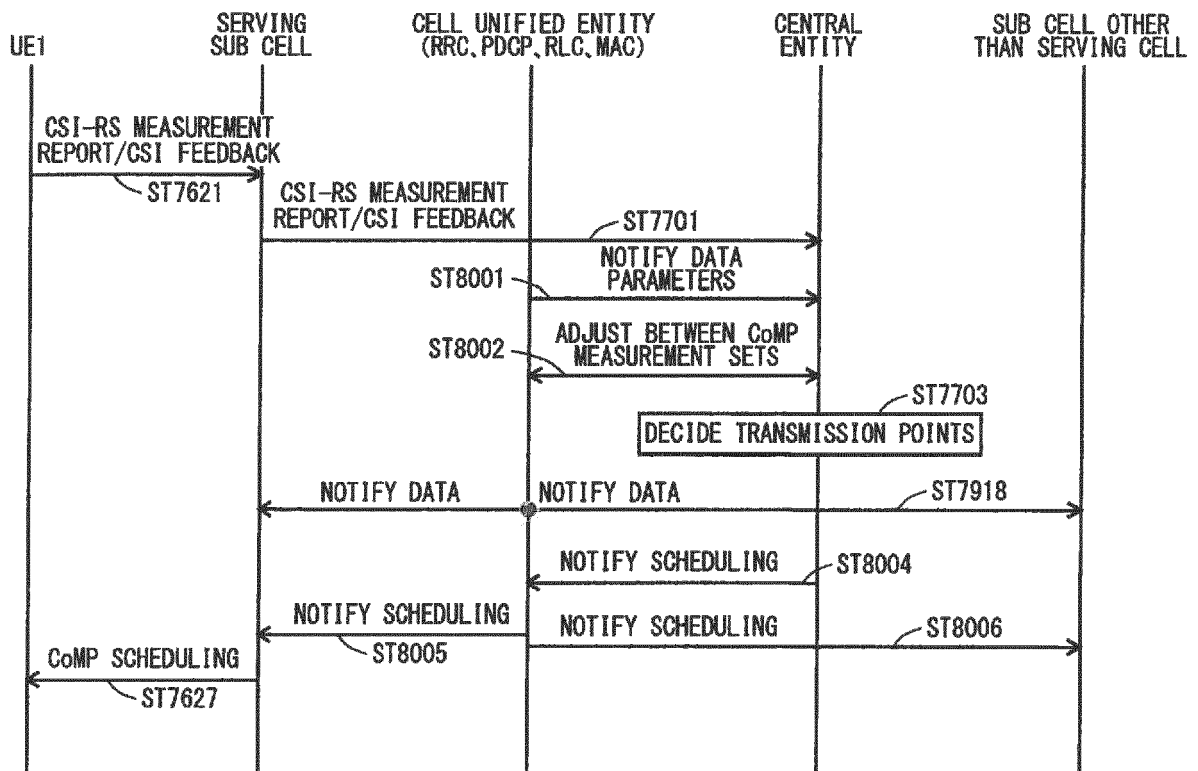 UE1
SERVING
SUB CELL
CELL UNIFIED ENTITY
(RRC、PDCP、RLC、MAC)
CENTRAL
ENTITY
SUB CELL OTHER
THAN SERVING CELL
CSI-RS MEASUREMENT
REPORT/CSI FEEDBACK
ST7621
CSI-RS MEASUREMENT
REPORT/CSI FEEDBACK
ST7701
NOTIFY DATA
PARAMETERS
ST8001
ADJUST BETWEEN CoMP
MEASUREMENT SETS
ST8002
ST7703
DECIDE TRANSMISSION POINTS
NOTIFY DATA
NOTIFY DATA
ST7918
NOTIFY SCHEDULING
ST8004
NOTIFY SCHEDULING
ST8005
NOTIFY SCHEDULING
ST8006
CoMP SCHEDULING
ST7627